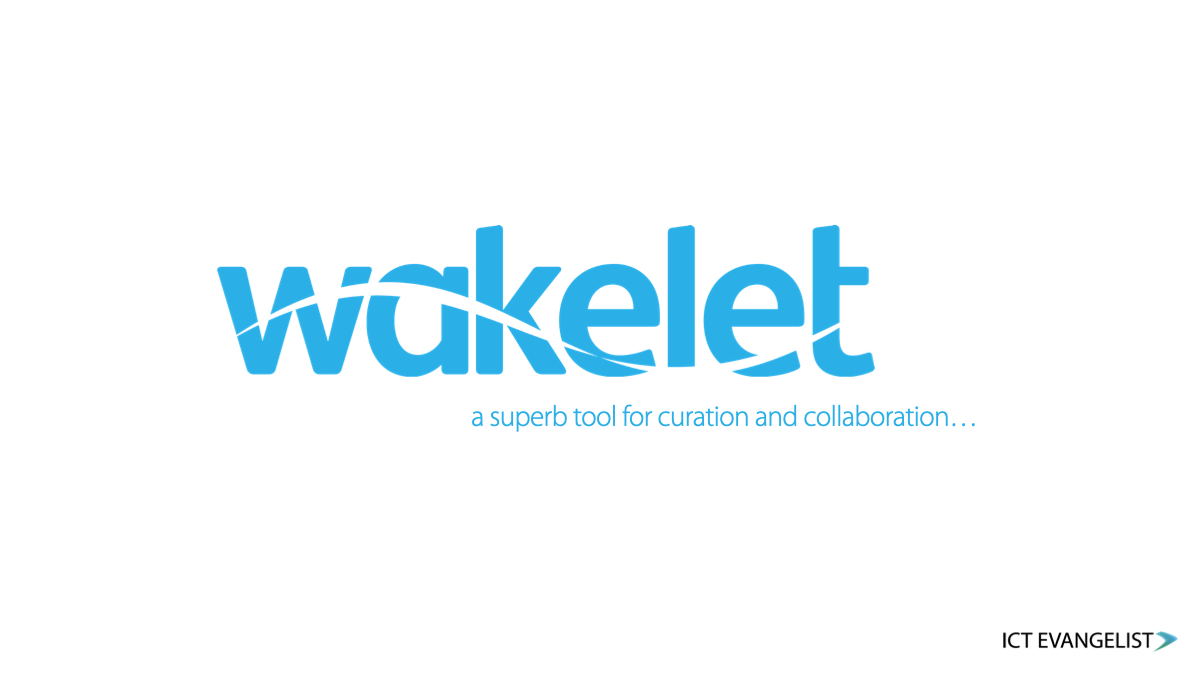 wakelet
a superb tool for curation and collaboration…
ICT EVANGELIST